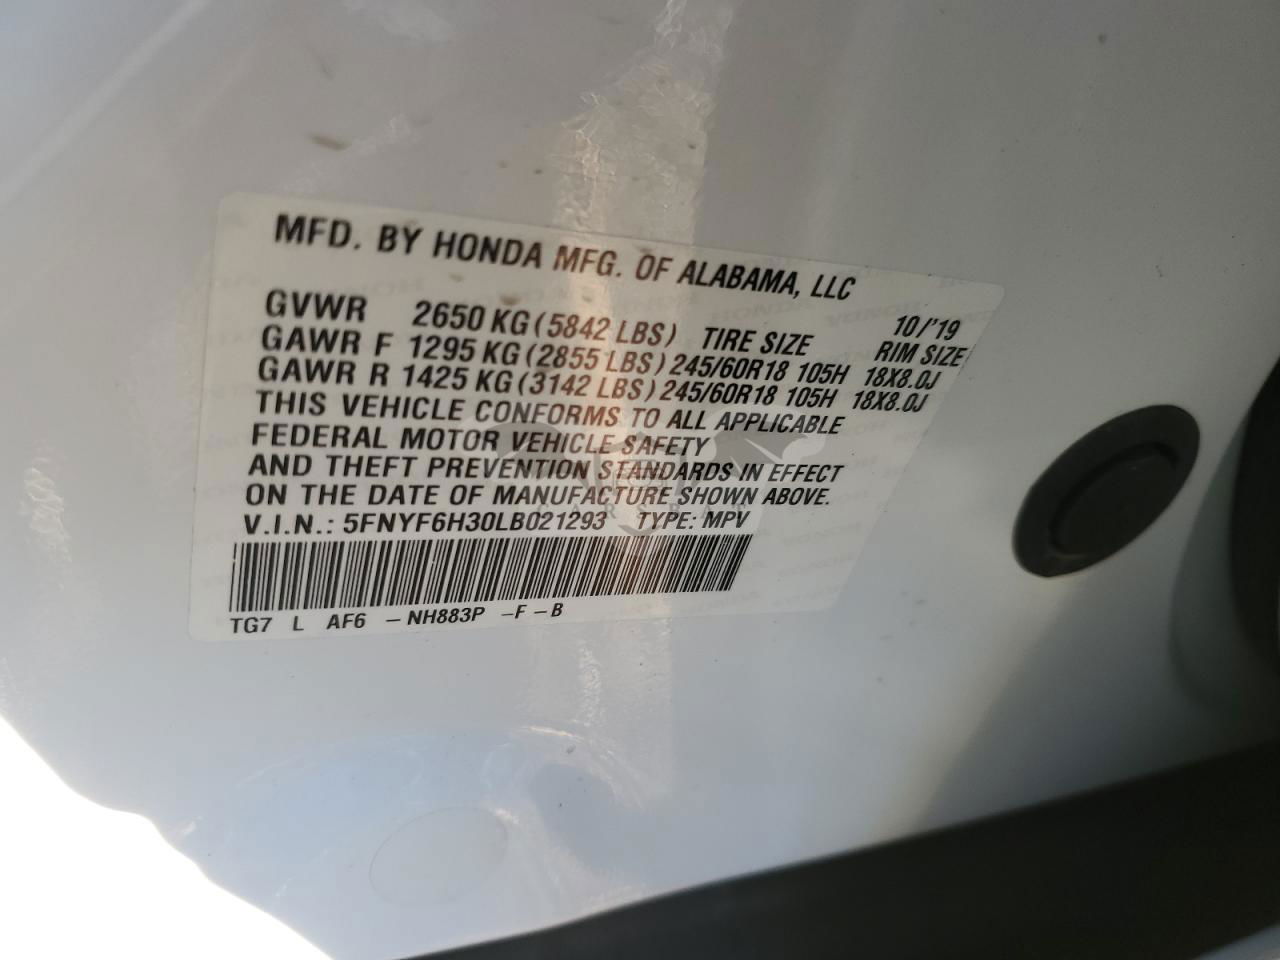 MFD. BY HONDA MFG. OF ALABAMA, LLC
10/'19
GVWR 2650 KG (5842 LBS) TIRE SIZE RIM SIZE
GAWR F 1295 KG (2855 LBS) 245/60R18 105H 18X8.0J
GAWR R 1425 KG (3142 LBS) 245/60R18 105H 18X8.0J
THIS VEHICLE CONFORMS TO ALL APPLICABLE
FEDERAL MOTOR VEHICLE SAFETY
AND THEFT PREVENTION STANDARDS IN EFFECT
ON THE DATE OF MANUFACTURE SHOWN ABOVE.
V.I.N.: 5FNYF6H30LB021293 TYPE: MPV
TG7 L AF6 -NH883P -F-B